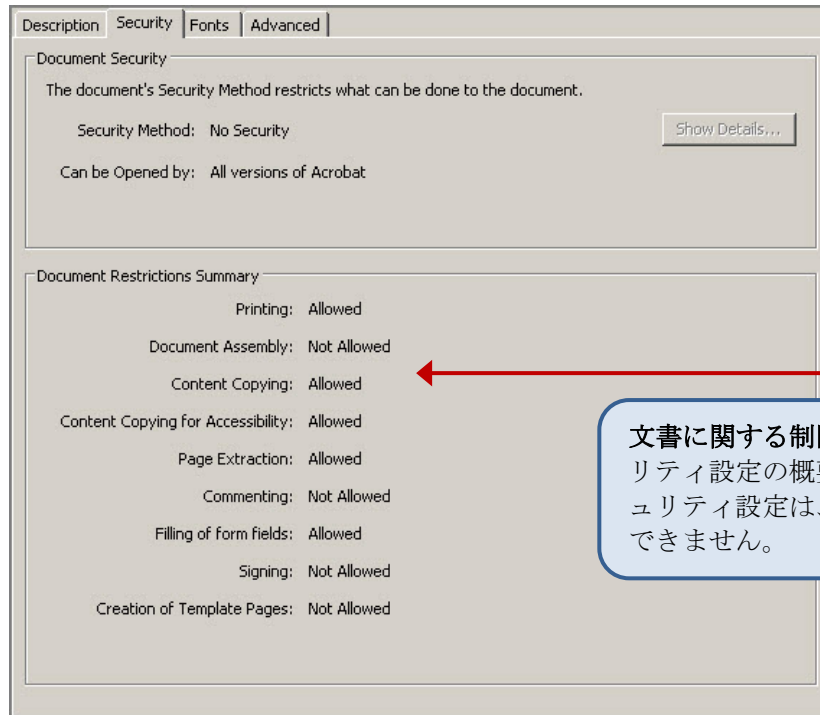 Description Security Fonts Advanced
Document Security
The document's Security Method restricts what can be done to the document.
Security Method: No Security
Show Details...
Can be Opened by: All versions of Acrobat
Document Restrictions Summary
Printing: Allowed
Document Assembly: Not Allowed
Content Copying: Allowed
Content Copying for Accessibility: Allowed
Page Extraction: Allowed
Commenting: Not Allowed
Filling of form fields: Allowed
Signing: Not Allowed
Creation of Template Pages: Not Allowed
文書に関する制
リティ設定の概
ュリティ設定は、
できません。